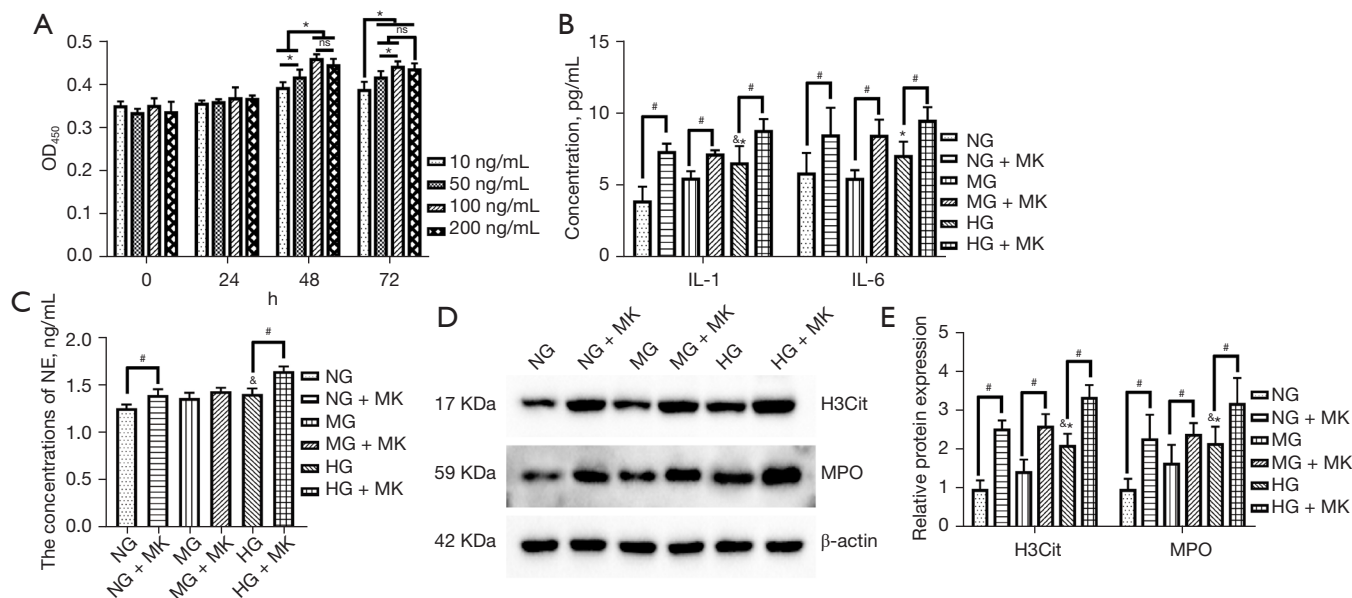 A
OD450
0.5
0.4
0.3
0.2
0.1
0.0
0 24 48 72
h
* * ns
* * ns
10 ng/mL
50 ng/mL
100 ng/mL
200 ng/mL
B
Concentration, pg/mL
15
10
5
0
# # &* #
# # * #
IL-1 IL-6
NG
NG + MK
MG
MG + MK
HG
HG + MK
C
The concentrations of NE, ng/mL
2.0
1.5
1.0
0.5
0.0
# & #
NG NG + MK MG MG + MK HG HG + MK
NG
NG + MK
MG
MG + MK
HG
HG + MK
D
NG NG + MK MG MG + MK HG HG + MK
17 KDa H3Cit
59 KDa MPO
42 KDa β-actin
E
Relative protein expression
5
4
3
2
1
0
# # &* #
# # &* #
H3Cit MPO
NG
NG + MK
MG
MG + MK
HG
HG + MK